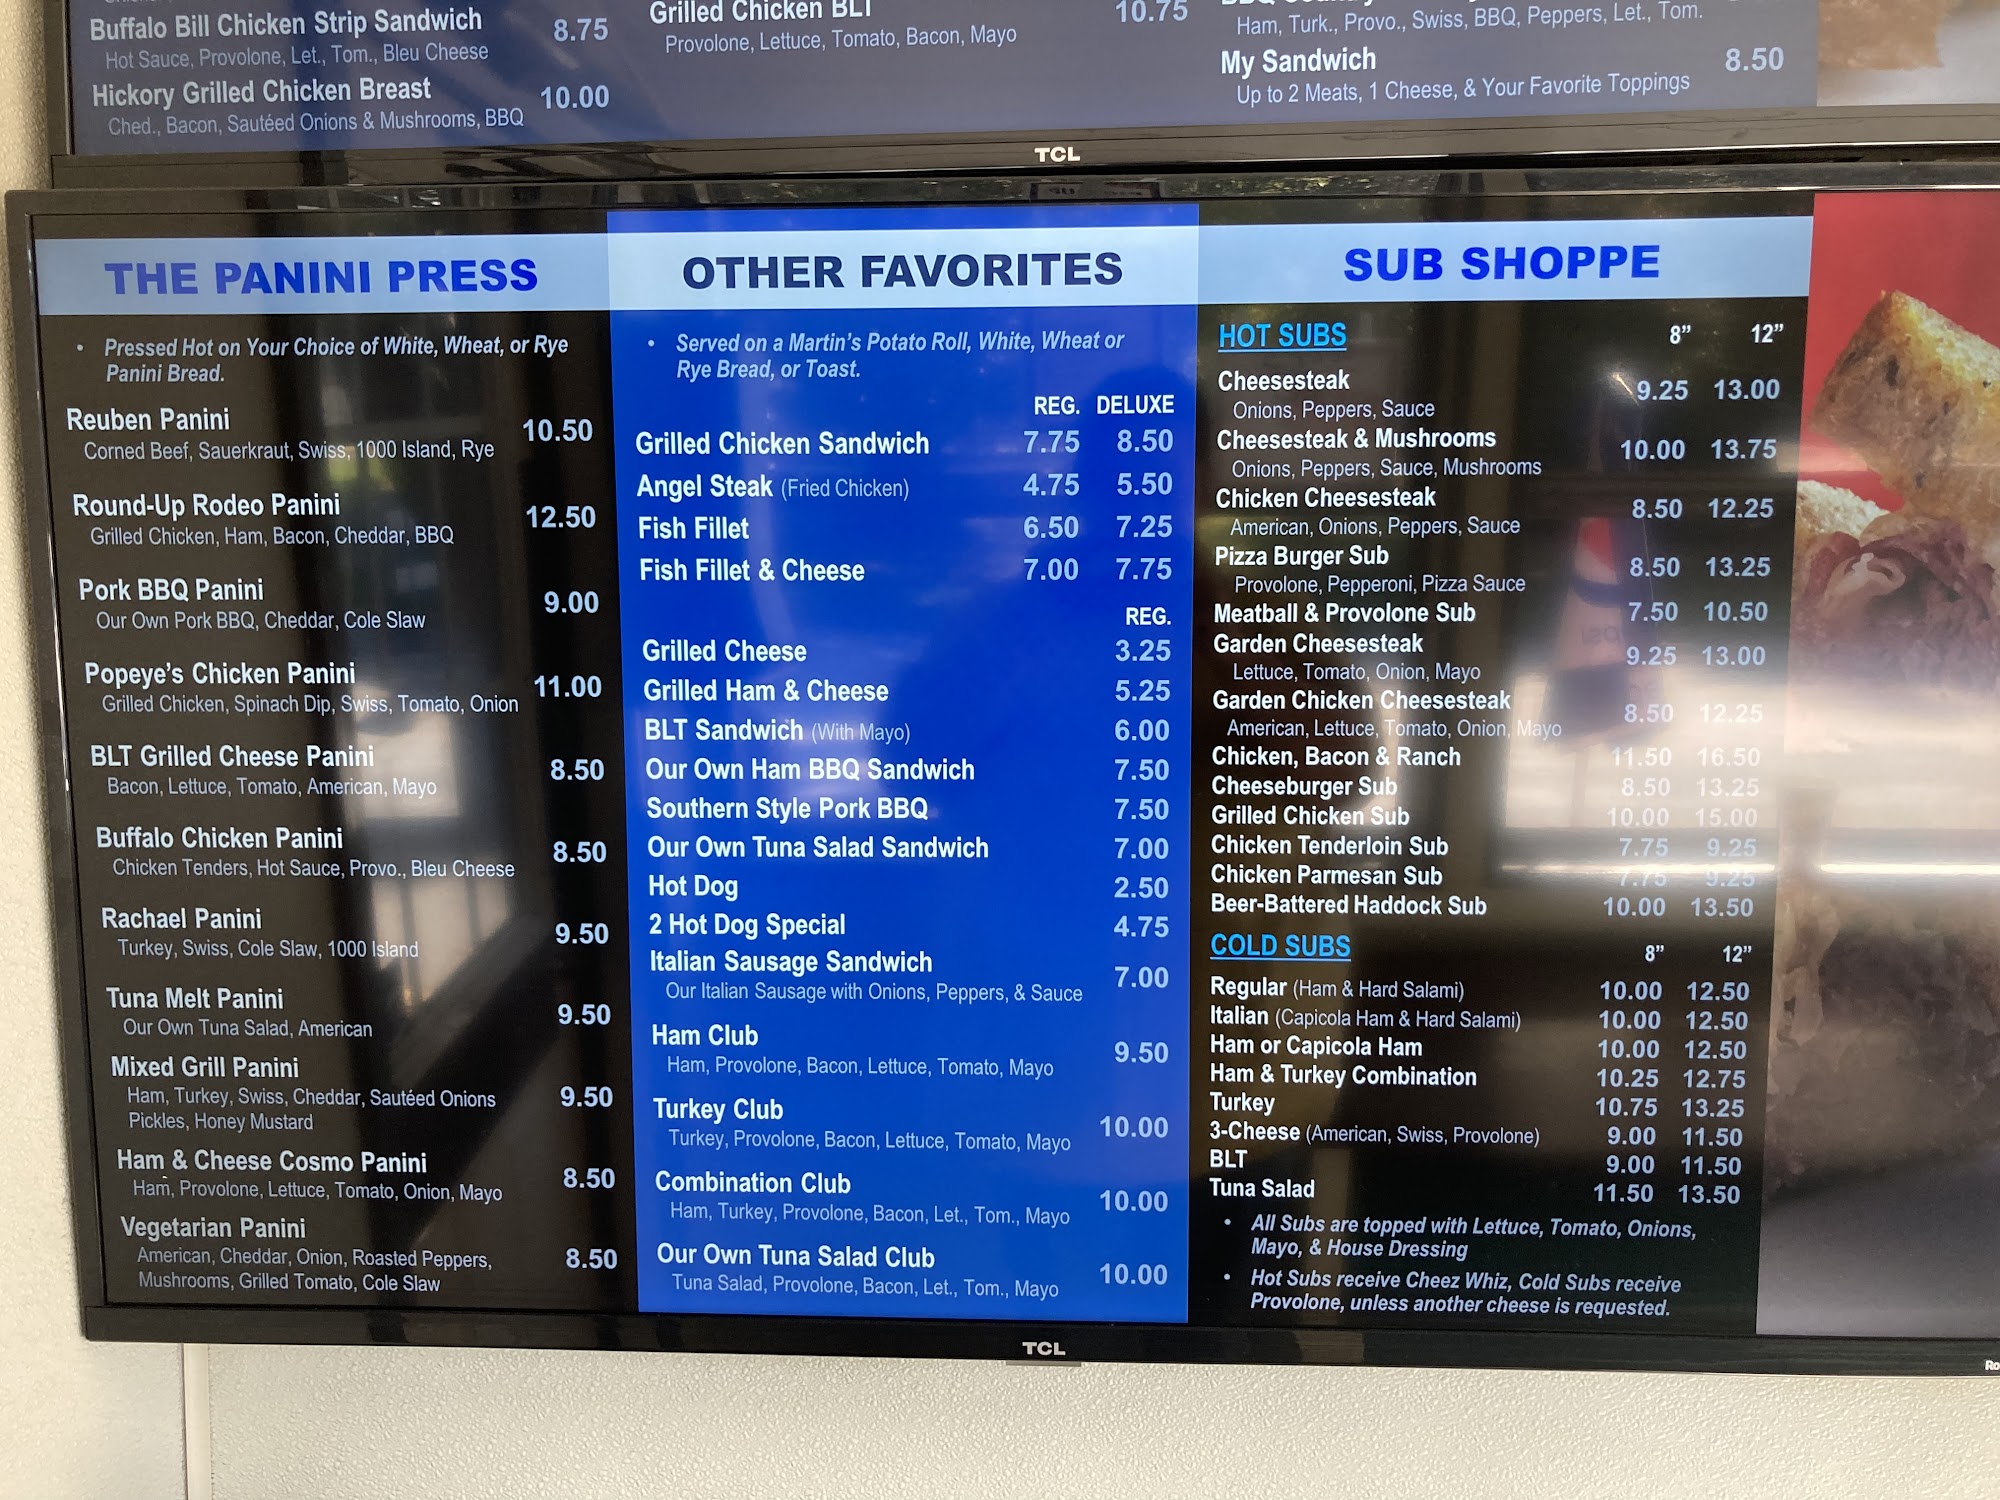 Buffalo Bill Chicken Strip Sandwich 8.75
Hot Sauce, Provolone, Let., Tom., Bleu Cheese
Hickory Grilled Chicken Breast 10.00
Ched., Bacon, Sautéed Onions & Mushrooms, BBQ
Grilled Chicken BLT 10.75
Provolone, Lettuce, Tomato, Bacon, Mayo
Ham, Turk., Provo., Swiss, BBQ, Peppers, Let., Tom.
My Sandwich 8.50
Up to 2 Meats, 1 Cheese, & Your Favorite Toppings
TCL
THE PANINI PRESS
• Pressed Hot on Your Choice of White, Wheat, or Rye
Panini Bread.
Reuben Panini 10.50
Corned Beef, Sauerkraut, Swiss, 1000 Island, Rye
Round-Up Rodeo Panini 12.50
Grilled Chicken, Ham, Bacon, Cheddar, BBQ
Pork BBQ Panini 9.00
Our Own Pork BBQ, Cheddar, Cole Slaw
Popeye's Chicken Panini 11.00
Grilled Chicken, Spinach Dip, Swiss, Tomato, Onion
BLT Grilled Cheese Panini 8.50
Bacon, Lettuce, Tomato, American, Mayo
Buffalo Chicken Panini 8.50
Chicken Tenders, Hot Sauce, Provo., Bleu Cheese
Rachael Panini 9.50
Turkey, Swiss, Cole Slaw, 1000 Island
Tuna Melt Panini 9.50
Our Own Tuna Salad, American
Mixed Grill Panini 9.50
Ham, Turkey, Swiss, Cheddar, Sautéed Onions
Pickles, Honey Mustard
Ham & Cheese Cosmo Panini 8.50
Ham, Provolone, Lettuce, Tomato, Onion, Mayo
Vegetarian Panini 8.50
American, Cheddar, Onion, Roasted Peppers,
Mushrooms, Grilled Tomato, Cole Slaw
OTHER FAVORITES
• Served on a Martin's Potato Roll, White, Wheat or
Rye Bread, or Toast.
REG. DELUXE
Grilled Chicken Sandwich 7.75 8.50
Angel Steak (Fried Chicken) 4.75 5.50
Fish Fillet 6.50 7.25
Fish Fillet & Cheese 7.00 7.75
REG.
Grilled Cheese 3.25
Grilled Ham & Cheese 5.25
BLT Sandwich (With Mayo) 6.00
Our Own Ham BBQ Sandwich 7.50
Southern Style Pork BBQ 7.50
Our Own Tuna Salad Sandwich 7.00
Hot Dog 2.50
2 Hot Dog Special 4.75
Italian Sausage Sandwich 7.00
Our Italian Sausage with Onions, Peppers, & Sauce
Ham Club 9.50
Ham, Provolone, Bacon, Lettuce, Tomato, Mayo
Turkey Club 10.00
Turkey, Provolone, Bacon, Lettuce, Tomato, Mayo
Combination Club 10.00
Ham, Turkey, Provolone, Bacon, Let., Tom., Mayo
Our Own Tuna Salad Club 10.00
Tuna Salad, Provolone, Bacon, Let., Tom., Mayo
SUB SHOPPE
HOT SUBS 8" 12"
Cheesesteak 9.25 13.00
Onions, Peppers, Sauce
Cheesesteak & Mushrooms 10.00 13.75
Onions, Peppers, Sauce, Mushrooms
Chicken Cheesesteak 8.50 12.25
American, Onions, Peppers, Sauce
Pizza Burger Sub 8.50 13.25
Provolone, Pepperoni, Pizza Sauce
Meatball & Provolone Sub 7.50 10.50
Garden Cheesesteak 9.25 13.00
Lettuce, Tomato, Onion, Mayo
Garden Chicken Cheesesteak 8.50 12.25
American, Lettuce, Tomato, Onion, Mayo
Chicken, Bacon & Ranch 11.50 16.50
Cheeseburger Sub 8.50 13.25
Grilled Chicken Sub 10.00 15.00
Chicken Tenderloin Sub 7.75 9.25
Chicken Parmesan Sub 7.75 9.25
Beer-Battered Haddock Sub 10.00 13.50
COLD SUBS 8" 12"
Regular (Ham & Hard Salami) 10.00 12.50
Italian (Capicola Ham & Hard Salami) 10.00 12.50
Ham or Capicola Ham 10.00 12.50
Ham & Turkey Combination 10.25 12.75
Turkey 10.75 13.25
3-Cheese (American, Swiss, Provolone) 9.00 11.50
BLT 9.00 11.50
Tuna Salad 11.50 13.50
• All Subs are topped with Lettuce, Tomato, Onions,
Mayo, & House Dressing
• Hot Subs receive Cheez Whiz, Cold Subs receive
Provolone, unless another cheese is requested.
TCL